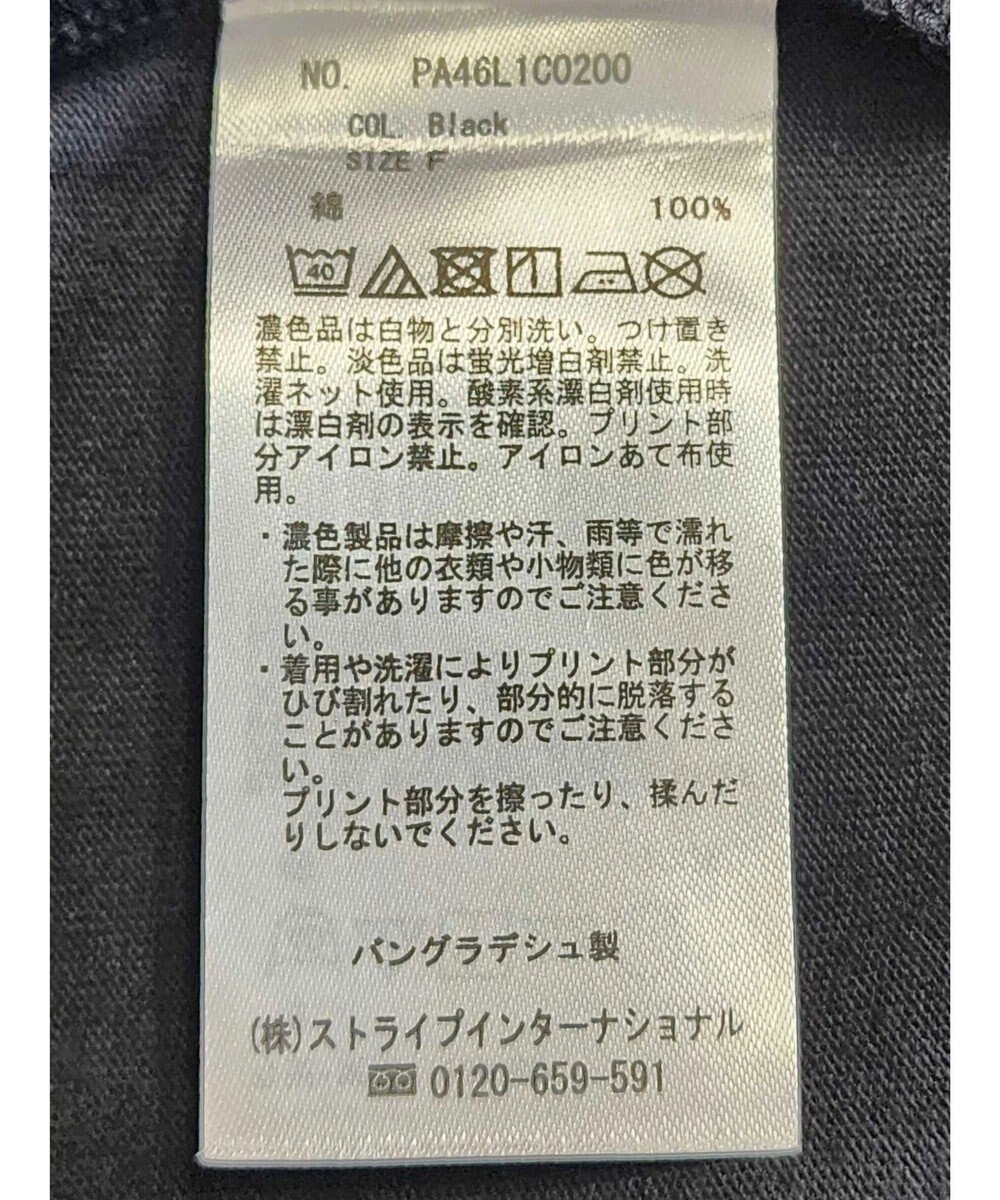 NO. PA46L1C0200
COL. Black
SIZE F
綿 100%
40
濃色品は白物と分別洗い。つけ置き
禁止。淡色品は蛍光増白剤禁止。洗
濯ネット使用。酸素系漂白剤使用時
は漂白剤の表示を確認。プリント部
分アイロン禁止。アイロンあて布使
用。
・濃色製品は摩擦や汗、雨等で濡れ
た際に他の衣類や小物類に色が移
る事がありますのでご注意くださ
い。
・着用や洗濯によりプリント部分が
ひび割れたり、部分的に脱落する
ことがありますのでご注意くださ
い。
プリント部分を擦ったり、揉んだ
りしないでください。
バングラデシュ製
(株)ストライプインターナショナル
0120-659-591